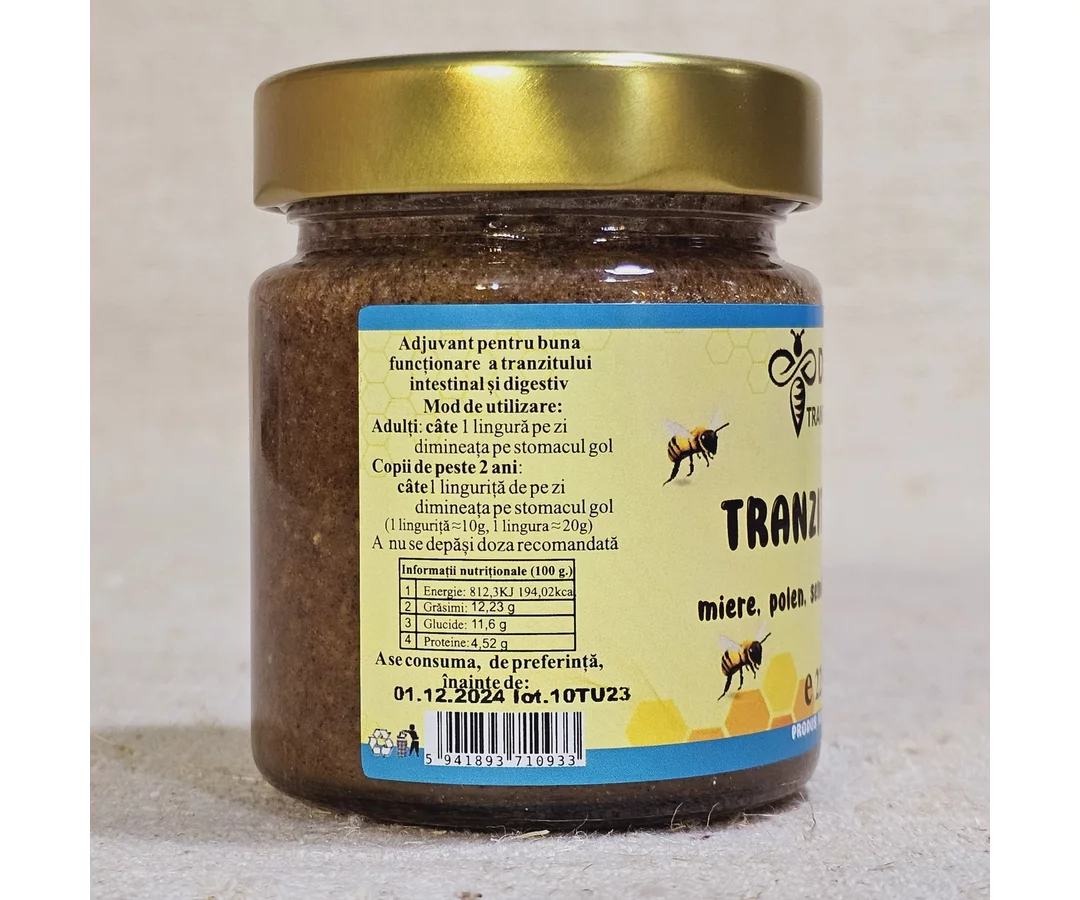 Adjuvant pentru buna
funcționare a tranzitului
intestinal și digestiv
Mod de utilizare:
Adulți: câte 1 lingură pe zi
dimineața pe stomacul gol
Copii de peste 2 ani:
câte 1 linguriță de pe zi
dimineața pe stomacul gol
(1 linguriță≈10g, 1 lingura≈20g)
A nu se depăși doza recomandată
Informații nutriționale (100 g.)
1 Energie: 812,3KJ 194,02kca
2 Grăsimi: 12,23 g
3 Glucide: 11,6 g
4 Proteine: 4,52 g
A se consuma, de preferință,
înainte de:
01.12.2024 lot.10TU23
5 941893 710933
miere, polen,